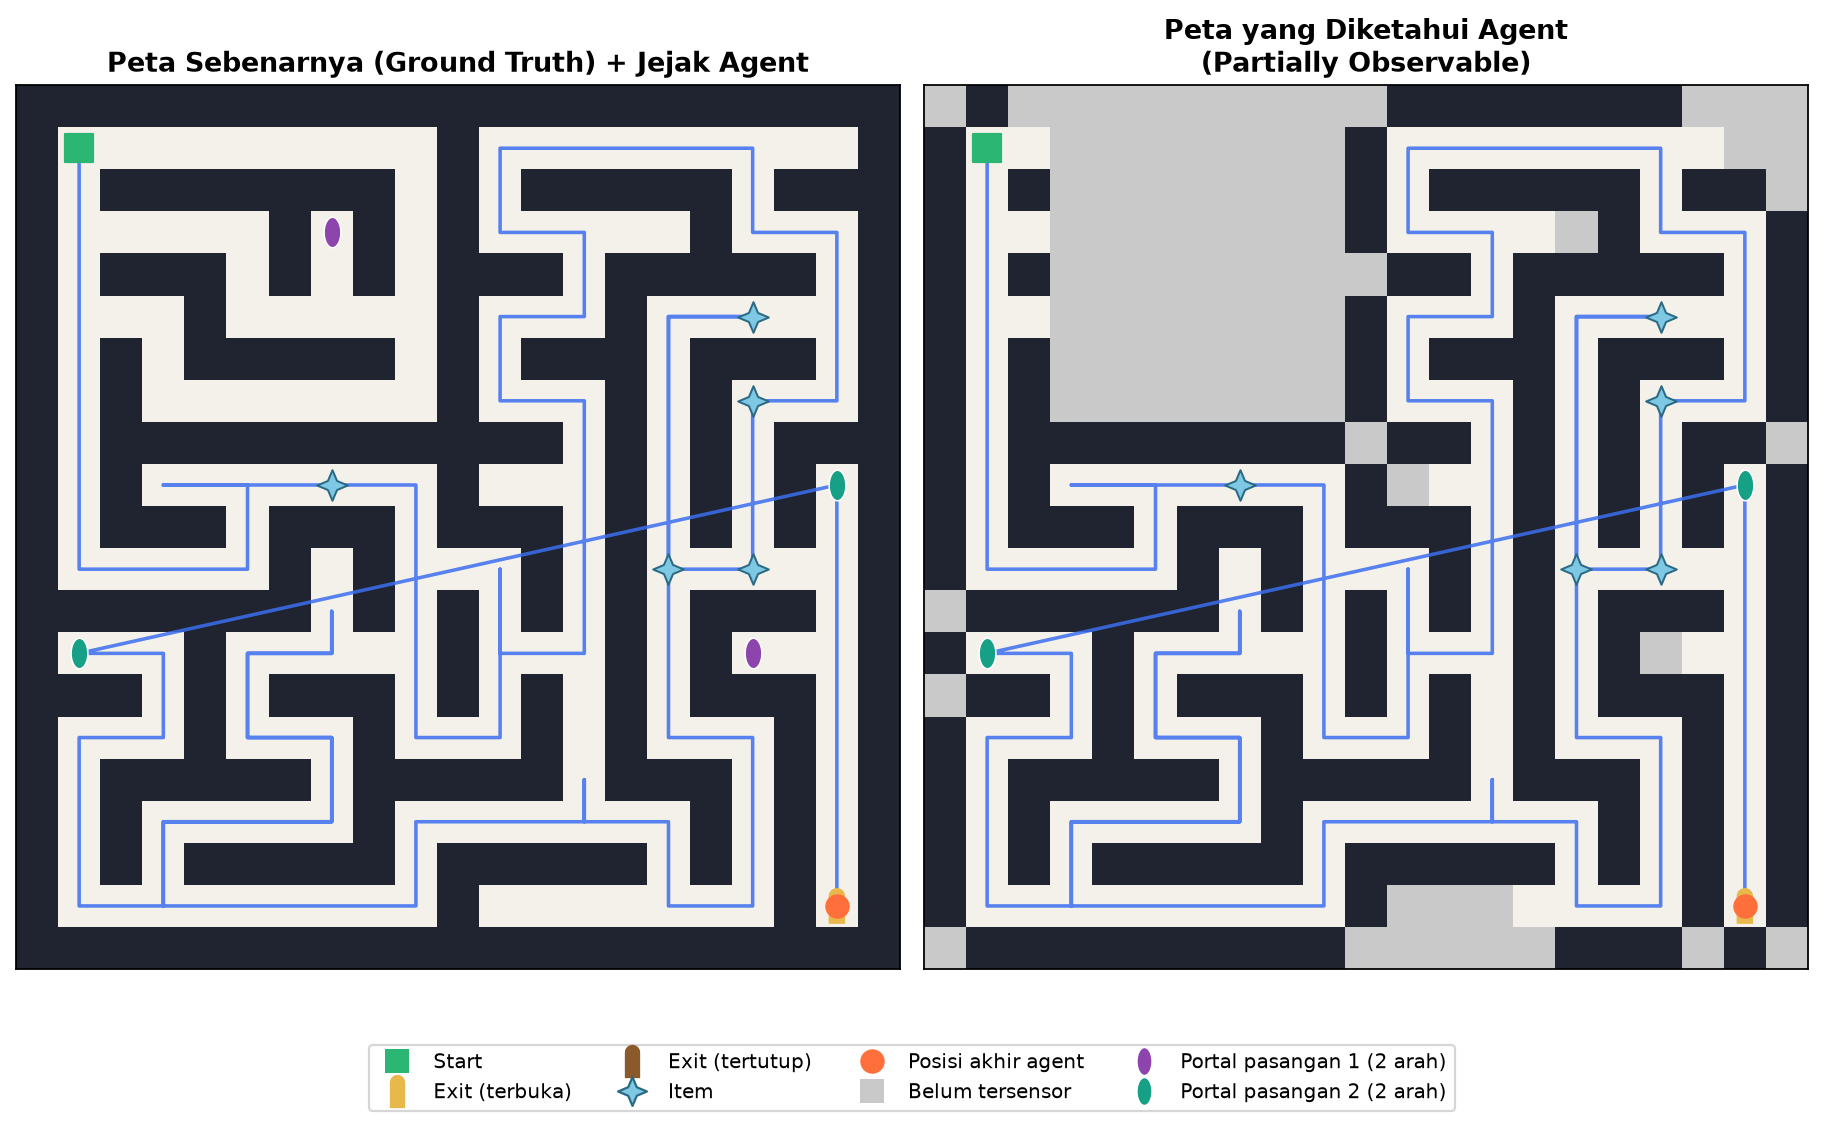 Peta Sebenarnya (Ground Truth) + Jejak Agent
Peta yang Diketahui Agent
(Partially Observable)
Start
Exit (terbuka)
Exit (tertutup)
Item
Posisi akhir agent
Belum tersensor
Portal pasangan 1 (2 arah)
Portal pasangan 2 (2 arah)